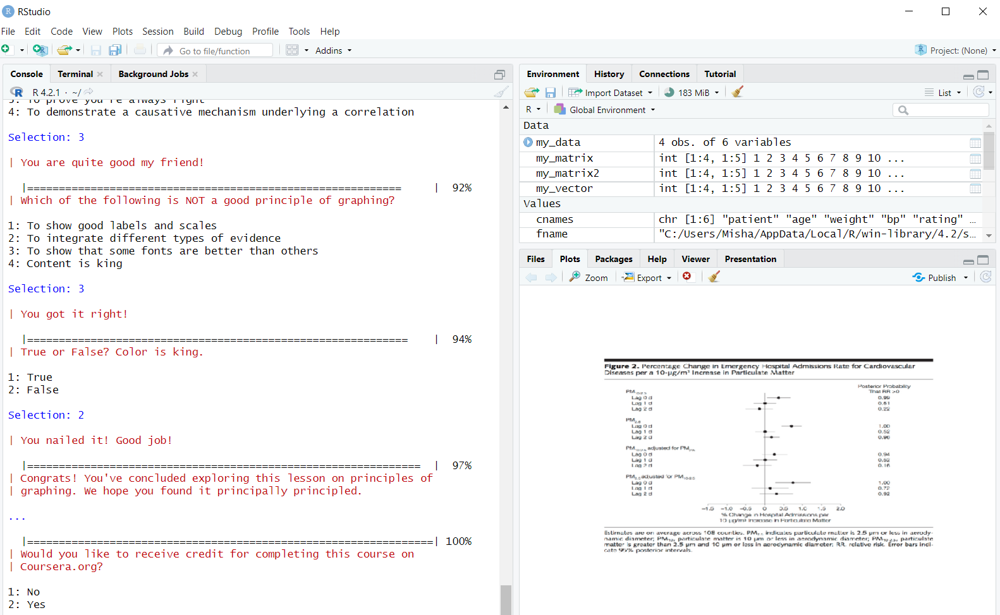 RStudio
File Edit Code View Plots Session Build Debug Profile Tools Help
Go to file/function Addins Project: (None)
Console Terminal Background Jobs
R 4.2.1 · ~/
3: To prove you're always right
4: To demonstrate a causative mechanism underlying a correlation
Selection: 3
| You are quite good my friend!
|===========================================================     |  92%
| Which of the following is NOT a good principle of graphing?
1: To show good labels and scales
2: To integrate different types of evidence
3: To show that some fonts are better than others
4: Content is king
Selection: 3
| You got it right!
|============================================================    |  94%
| True or False? Color is king.
1: True
2: False
Selection: 2
| You nailed it! Good job!
|==============================================================  |  97%
| Congrats! You've concluded exploring this lesson on principles of
| graphing. We hope you found it principally principled.
...
|================================================================| 100%
| Would you like to receive credit for completing this course on
| Coursera.org?
1: No
2: Yes
Environment History Connections Tutorial
Import Dataset 183 MiB List
R Global Environment
Data
my_data 4 obs. of 6 variables
my_matrix int [1:4, 1:5] 1 2 3 4 5 6 7 8 9 10 ...
my_matrix2 int [1:4, 1:5] 1 2 3 4 5 6 7 8 9 10 ...
my_vector int [1:4, 1:5] 1 2 3 4 5 6 7 8 9 10 ...
Values
cnames chr [1:6] "patient" "age" "weight" "bp" "rating" ...
fname "C:/Users/Misha/AppData/Local/R/win-library/4.2/s...
Files Plots Packages Help Viewer Presentation
Zoom Export Publish
Figure 2. Percentage Change in Emergency Hospital Admissions Rate for Cardiovascular
Diseases per a 10-µg/m³ Increase in Particulate Matter
Posterior Probability
That RR >0
Lag 0 d 0.99
Lag 1 d 0.61
Lag 2 d 0.22
PM2.5
Lag 0 d 1.00
Lag 1 d 0.52
Lag 2 d 0.96
PM10-2.5 adjusted for PM2.5
Lag 0 d 0.94
Lag 1 d 0.52
Lag 2 d 0.16
PM2.5 adjusted for PM10-2.5
Lag 0 d 1.00
Lag 1 d 0.72
Lag 2 d 0.92
−1.5 −1.0 −0.5 0 0.5 1.0 1.5 2.0
% Change in Hospital Admissions per
10 µg/m³ Increase in Particulate Matter
Estimates are on average across 108 counties. PM2.5 indicates particulate matter is 2.5 µm or less in aerody-
namic diameter; PM10, particulate matter is 10 µm or less in aerodynamic diameter; PM10-2.5, particulate
matter is greater than 2.5 µm and 10 µm or less in aerodynamic diameter; RR, relative risk. Error bars indi-
cate 95% posterior intervals.